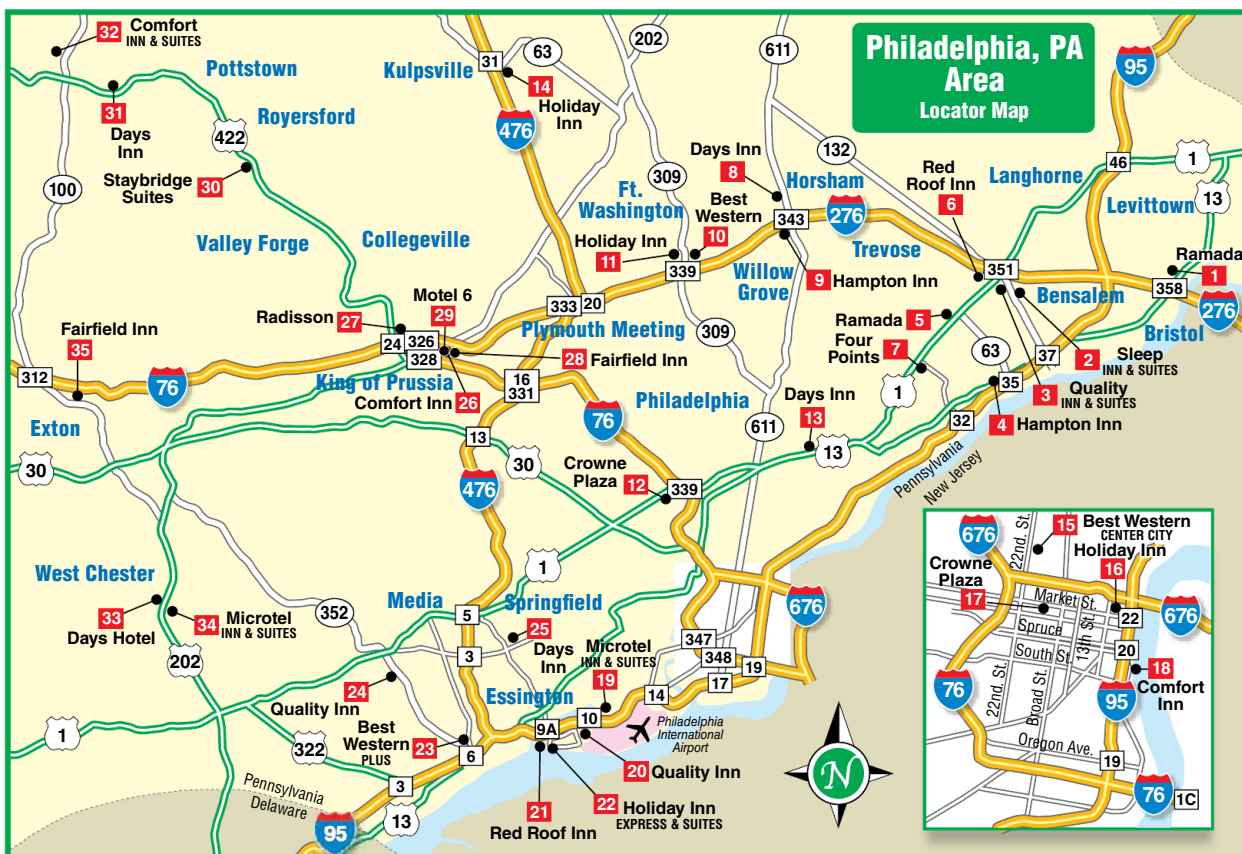 Philadelphia, PA
Area
Locator Map
32 Comfort
INN & SUITES
Pottstown
31
Days
Inn
Royersford
422
Staybridge
Suites
30
100
Valley Forge
Collegeville
Kulpsville
31
63
14
Holiday
Inn
476
202
611
309
Ft.
Washington
Best
Western
10
Holiday Inn
11
339
Days Inn
8
Horsham
343
276
132
Willow
Grove
9 Hampton Inn
Trevose
Red
Roof Inn
6
351
Langhorne
46
1
13
95
Levittown
Ramada
1
358
Bensalem
276
Bristol
Ramada 5
Four
Points 7
63
37
2 Sleep
INN & SUITES
3 Quality
INN & SUITES
35
4 Hampton Inn
32
1
Fairfield Inn
35
312
76
Exton
30
Radisson 27
Motel 6
29
24
326
328
333
20
Plymouth Meeting
28 Fairfield Inn
King of Prussia
Comfort Inn 26
16
331
76
309
Philadelphia
611
Days Inn
13
13
13
30
476
Crowne
Plaza 12
339
Pennsylvania
New Jersey
West Chester
33
Days Hotel
34 Microtel
INN & SUITES
202
352
1
Media
5
Springfield
3
25
Days
Inn
Microtel
INN & SUITES
19
676
347
348
19
17
14
24
Quality Inn
Essington
9A
10
Philadelphia
International
Airport
1
322
Best
Western
PLUS
23
6
20 Quality Inn
21
Red Roof Inn
22 Holiday Inn
EXPRESS & SUITES
3
13
Pennsylvania
Delaware
95
N
676
22nd. St.
15 Best Western
CENTER CITY
Holiday Inn
16
Crowne
Plaza
17
Market St.
Spruce
South St.
13th St.
22
676
20
18
Comfort
Inn
76
22nd. St.
Broad St.
95
Oregon Ave.
19
76
1C